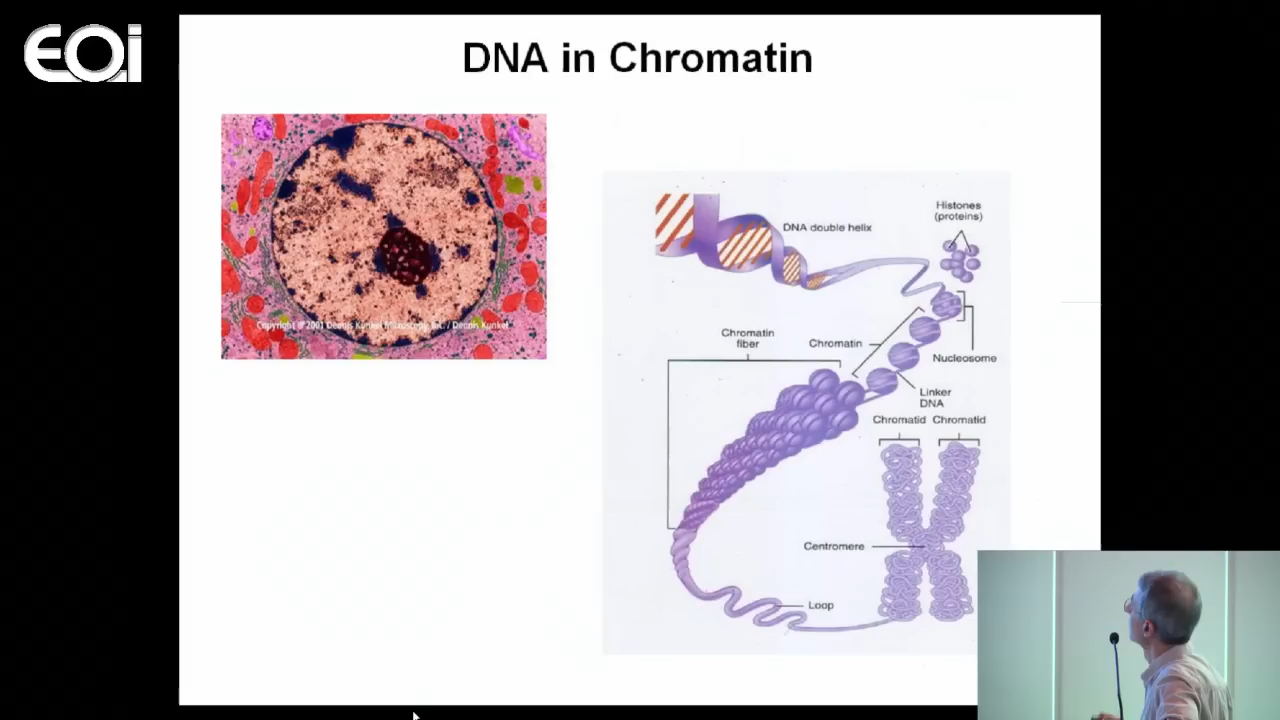 EOi
DNA in Chromatin
Copyright © 2001 Dennis Kunkel Microscopy, Inc. / Dennis Kunkel
Histones
(proteins)
DNA double helix
Chromatin
fiber
Chromatin
Nucleosome
Linker
DNA
Chromatid Chromatid
Centromere
Loop